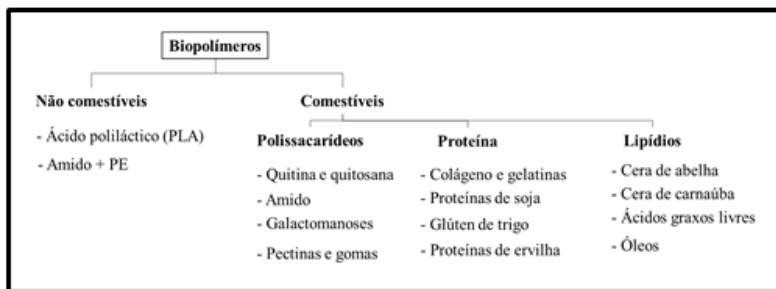 Biopolímeros
Não comestíveis
- Ácido poliláctico (PLA)
- Amido + PE
Comestíveis
Polissacarídeos
- Quitina e quitosana
- Amido
- Galactomanoses
- Pectinas e gomas
Proteína
- Colágeno e gelatinas
- Proteínas de soja
- Glúten de trigo
- Proteínas de ervilha
Lipídios
- Cera de abelha
- Cera de carnaúba
- Ácidos graxos livres
- Óleos